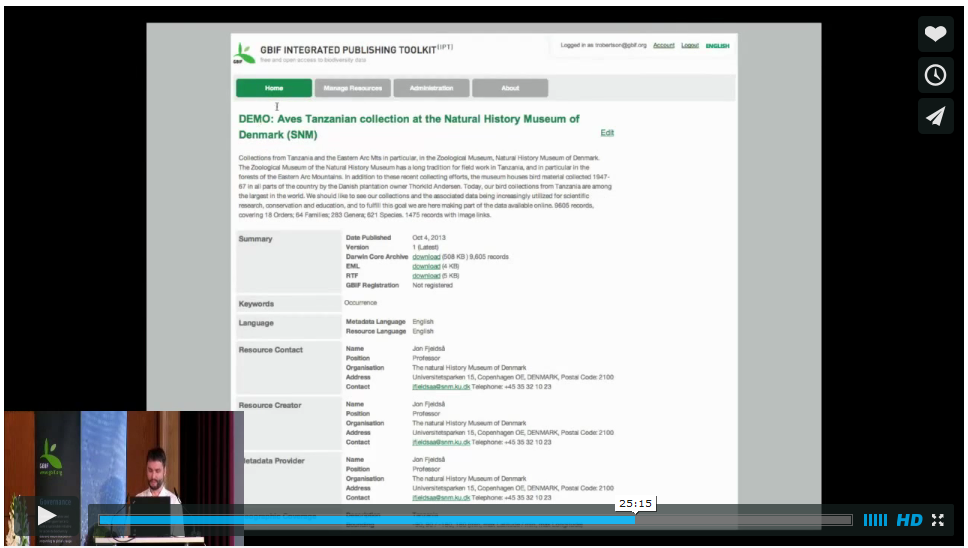 GBIF INTEGRATED PUBLISHING TOOLKIT(IPT)
free and open access to biodiversity data
Logged in as trobertson@gbif.org Account Logout ENGLISH
GBIF
Home Manage Resources Administration About
DEMO: Aves Tanzanian collection at the Natural History Museum of
Denmark (SNM)
Edit
Collections from Tanzania and the Eastern Arc Mts in particular, in the Zoological Museum, Natural History Museum of Denmark.
The Zoological Museum of the Natural History Museum has a long tradition for field work in Tanzania, and in particular in the
forests of the Eastern Arc Mountains. In addition to these recent collecting efforts, the museum houses bird material collected 1947-
67 in all parts of the country by the Danish plantation owner Thorkild Andersen. Today, our bird collections from Tanzania are among
the largest in the world. We should like to see our collections and the associated data being increasingly utilized for scientific
research, conservation and education, and to fulfill this goal we are here making part of the data available online. 9605 records,
covering 18 Orders; 64 Families; 283 Genera; 621 Species. 1475 records with image links.
Summary
Date Published Oct 4, 2013
Version 1 (Latest)
Darwin Core Archive download (508 KB) 9,605 records
EML download (4 KB)
RTF download (5 KB)
GBIF Registration Not registered
Keywords Occurrence
Language
Metadata Language English
Resource Language English
Resource Contact
Name Jon Fjeldså
Position Professor
Organisation The natural History Museum of Denmark
Address Universitetsparken 15, Copenhagen OE, DENMARK, Postal Code: 2100
Contact jfjeldsaa@snm.ku.dk Telephone: +45 35 32 10 23
Resource Creator
Name Jon Fjeldså
Position Professor
Organisation The natural History Museum of Denmark
Address Universitetsparken 15, Copenhagen OE, DENMARK, Postal Code: 2100
Contact jfjeldsaa@snm.ku.dk Telephone: +45 35 32 10 23
Metadata Provider
Name Jon Fjeldså
Position Professor
Organisation The natural History Museum of Denmark
Address Universitetsparken 15, Copenhagen OE, DENMARK, Postal Code: 2100
Contact jfjeldsaa@snm.ku.dk Telephone: +45 35 32 10 23
GBIF
www.gbif.org
25:15
HD